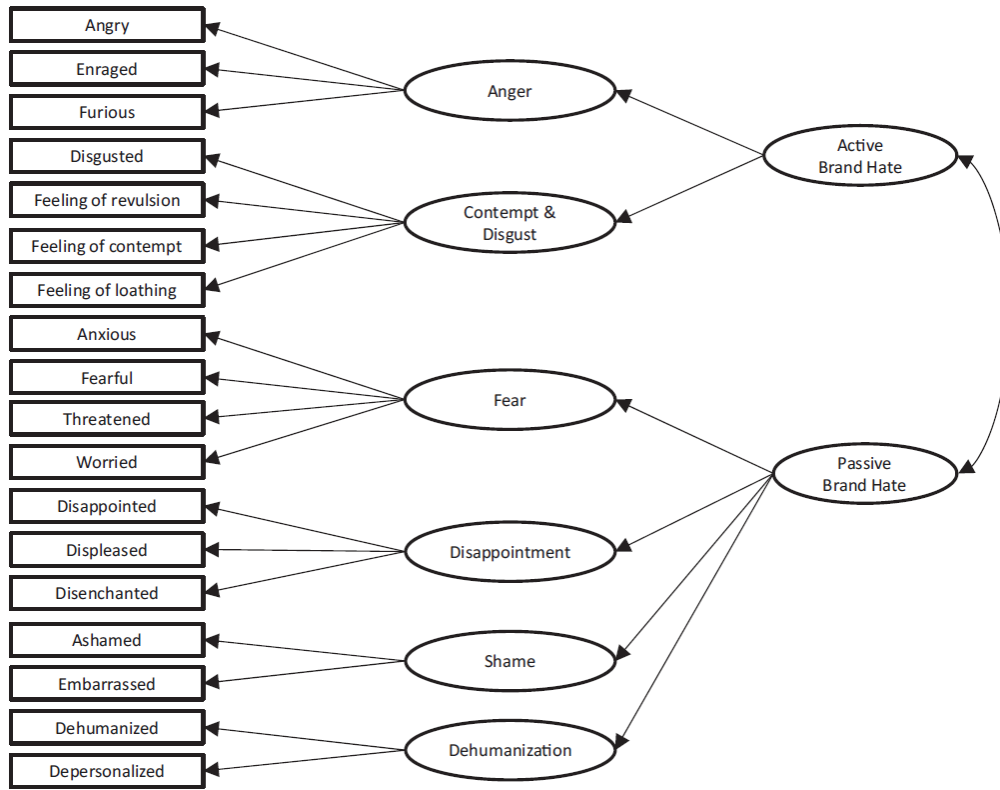 Angry
Enraged
Furious
Disgusted
Feeling of revulsion
Feeling of contempt
Feeling of loathing
Anxious
Fearful
Threatened
Worried
Disappointed
Displeased
Disenchanted
Ashamed
Embarrassed
Dehumanized
Depersonalized
Anger
Contempt &
Disgust
Fear
Disappointment
Shame
Dehumanization
Active
Brand Hate
Passive
Brand Hate